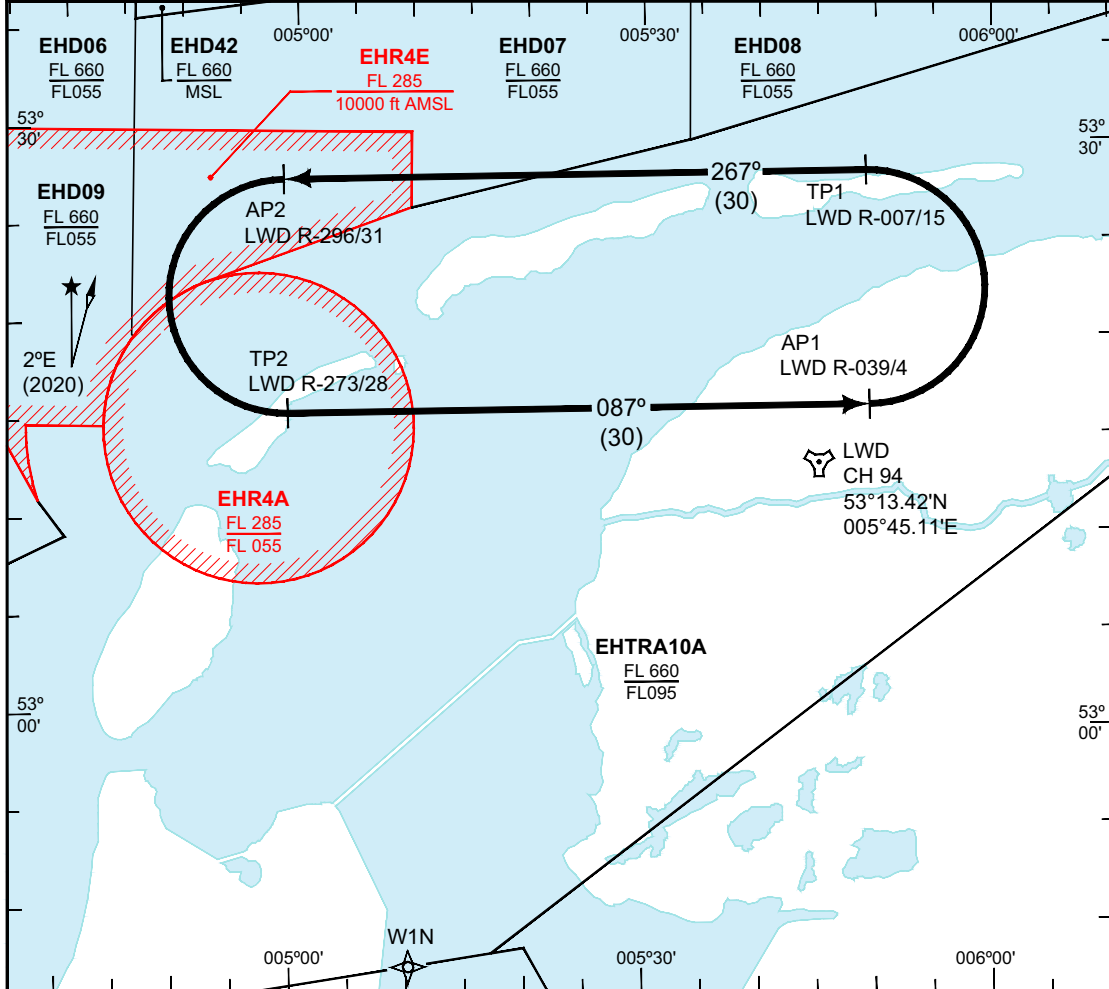 005°00'
005°30'
006°00'
EHD06
FL 660
FL055
EHD42
FL 660
MSL
EHR4E
FL 285
10000 ft AMSL
EHD07
FL 660
FL055
EHD08
FL 660
FL055
53°
30'
53°
30'
EHD09
FL 660
FL055
267°
(30)
TP1
LWD R-007/15
AP2
LWD R-296/31
2°E
(2020)
TP2
LWD R-273/28
AP1
LWD R-039/4
087°
(30)
LWD
CH 94
53°13.42'N
005°45.11'E
EHR4A
FL 285
FL 055
EHTRA10A
FL 660
FL095
53°
00'
53°
00'
W1N
005°00'
005°30'
006°00'